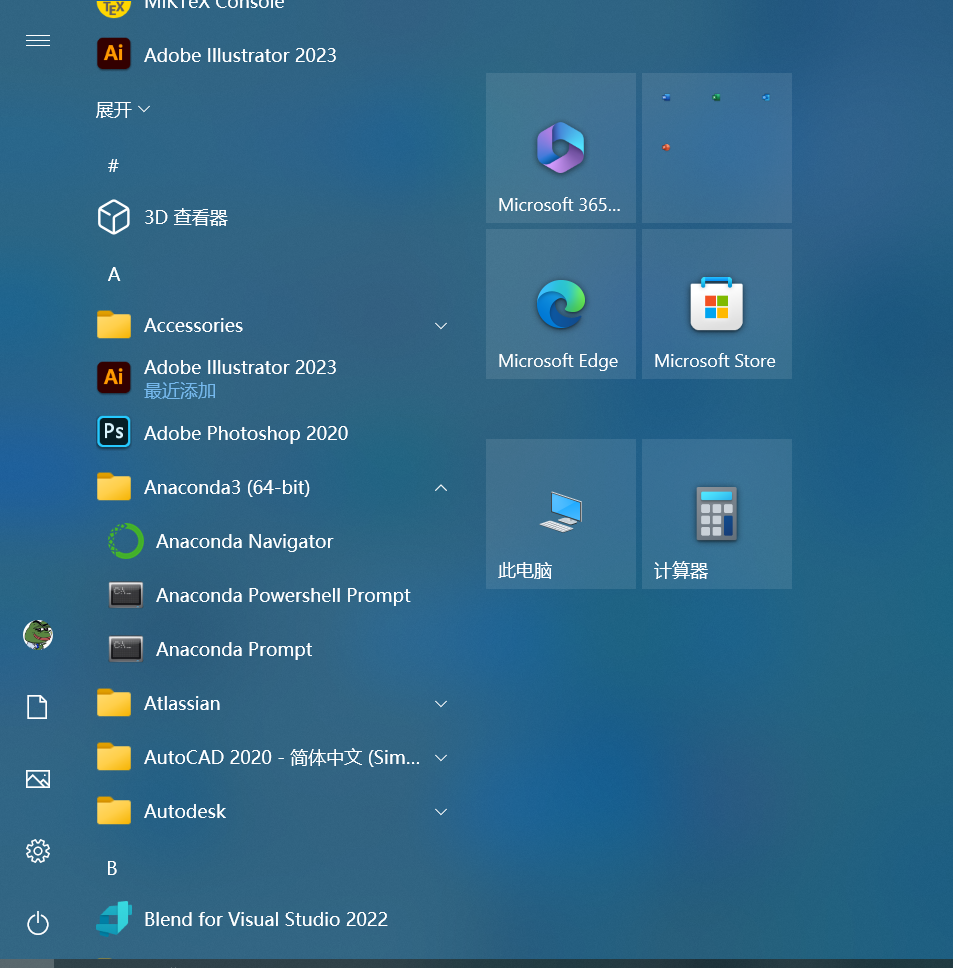 MiKTeX Console
Adobe Illustrator 2023
展开
#
3D 查看器
A
Accessories
Adobe Illustrator 2023
最近添加
Adobe Photoshop 2020
Anaconda3 (64-bit)
Anaconda Navigator
Anaconda Powershell Prompt
Anaconda Prompt
Atlassian
AutoCAD 2020 - 简体中文 (Sim...
Autodesk
B
Blend for Visual Studio 2022
Microsoft 365...
Microsoft Edge
Microsoft Store
此电脑
计算器